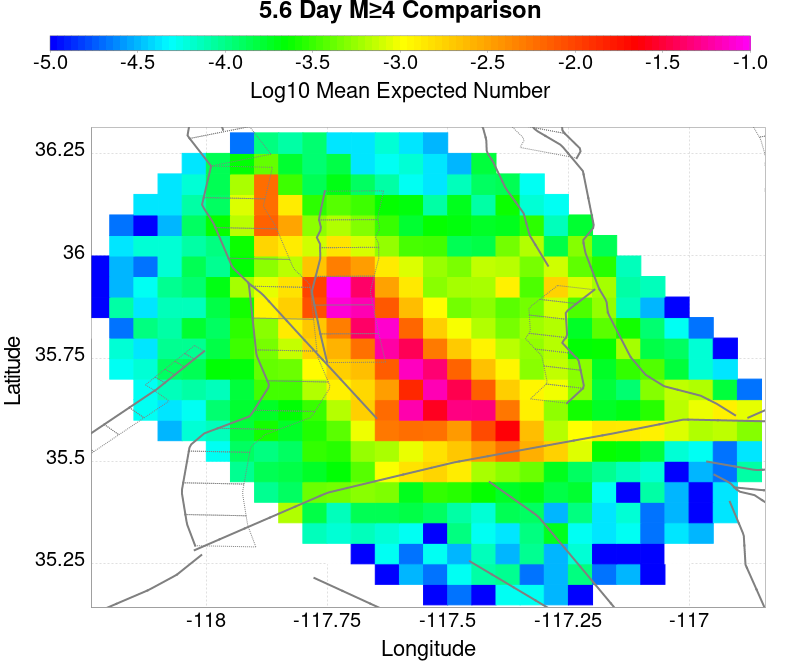 5.6 Day M≥4 Comparison
-5.0 -4.5 -4.0 -3.5 -3.0 -2.5 -2.0 -1.5 -1.0
Log10 Mean Expected Number
36.25
36
35.75
35.5
35.25
Latitude
-118 -117.75 -117.5 -117.25 -117
Longitude